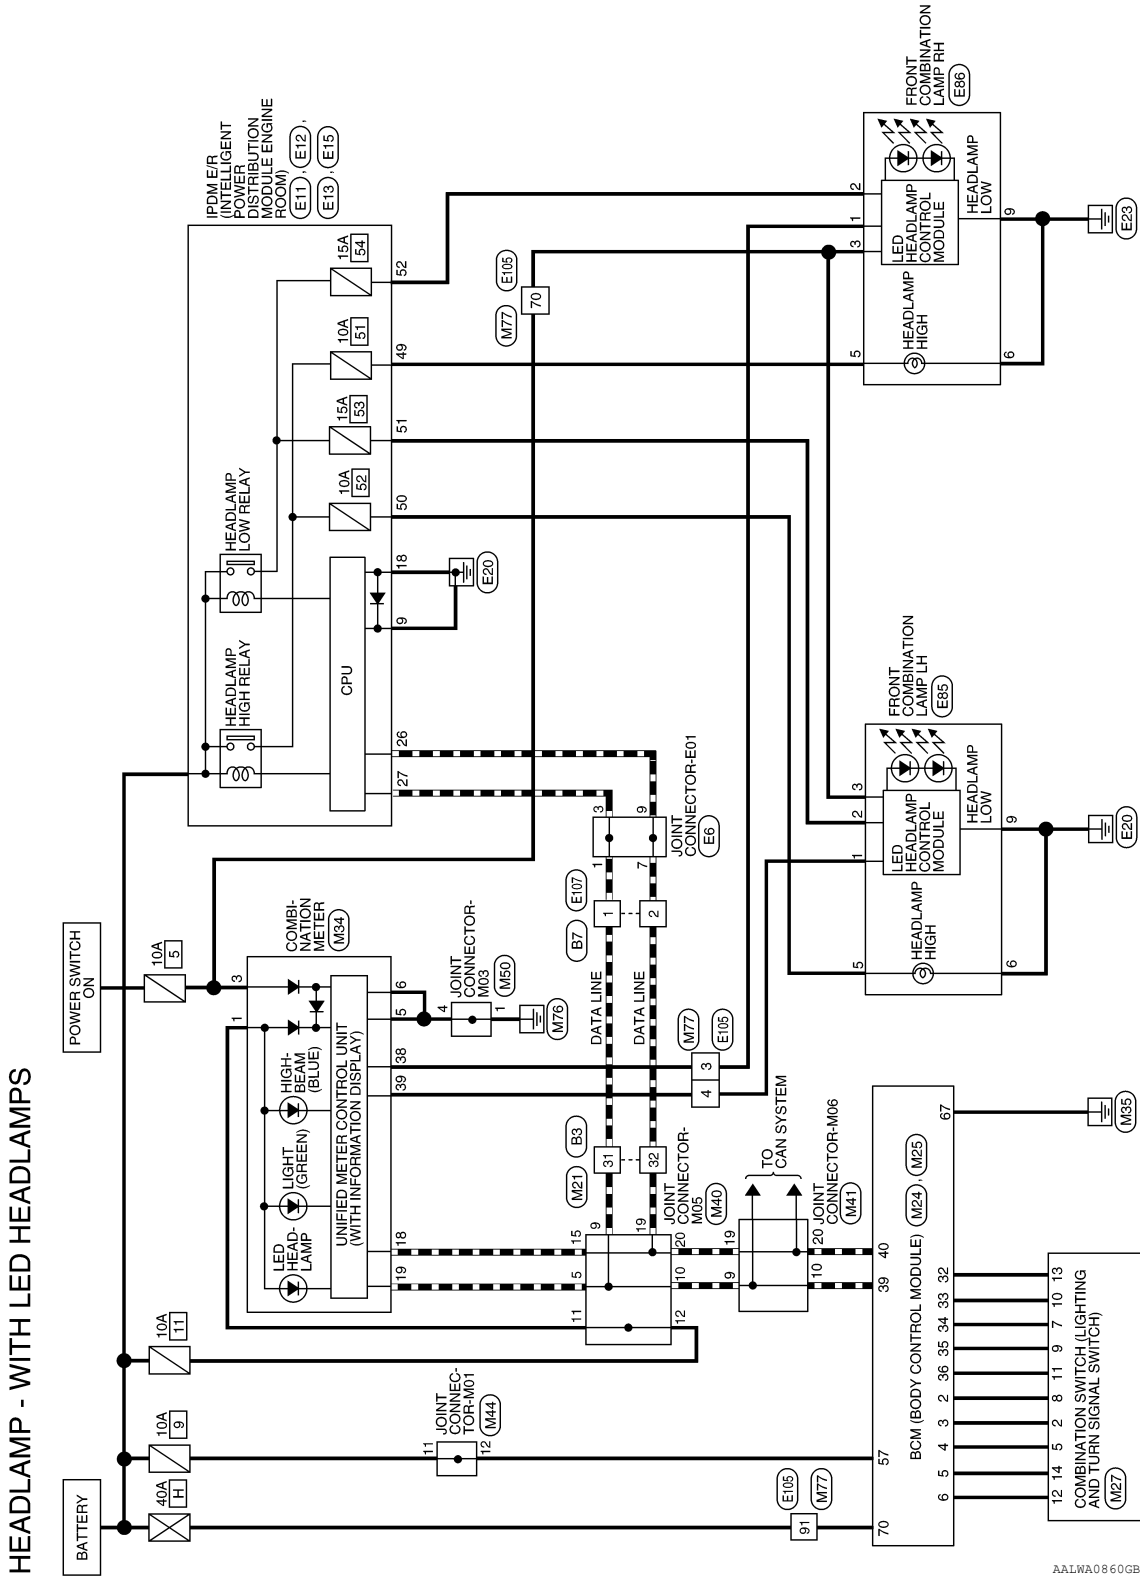 HEADLAMP - WITH LED HEADLAMPS
BATTERY
POWER SWITCH
ON
40A
H
10A
9
10A
11
10A
5
IPDM E/R
(INTELLIGENT
POWER
DISTRIBUTION
MODULE ENGINE
ROOM)
E11 , E12 ,
E13 , E15
HEADLAMP
HIGH RELAY
HEADLAMP
LOW RELAY
10A
52
15A
53
10A
51
15A
54
CPU
27
26
9
18
50
51
49
52
E20
COMBI-
NATION
METER
M34
1
3
LED
HEAD-
LAMP
LIGHT
(GREEN)
HIGH-
BEAM
(BLUE)
UNIFIED METER CONTROL UNIT
(WITH INFORMATION DISPLAY)
19
18
39
38
5
6
4
JOINT
CONNECTOR-
M03
M50
1
M76
M77
70
E105
3
9
JOINT
CONNECTOR-E01
E6
1
7
B7
E107
1
2
DATA LINE
DATA LINE
M21
B3
31
32
M77
E105
4
3
11
5
15
9
19
JOINT
CONNECTOR-
M05
M40
12
10
20
9
19
TO
CAN SYSTEM
10
20
JOINT
CONNECTOR-M06
M41
JOINT
CONNEC-
TOR-M01
M44
11
12
E105
M77
91
70
57
39
40
BCM (BODY CONTROL MODULE)
M24 , M25
67
M35
6
5
4
3
2
36
35
34
33
32
12
14
5
2
8
11
9
7
10
13
COMBINATION SWITCH (LIGHTING
AND TURN SIGNAL SWITCH)
M27
FRONT
COMBINATION
LAMP LH
E85
5
1
2
3
HEADLAMP
HIGH
LED
HEADLAMP
CONTROL
MODULE
HEADLAMP
LOW
6
9
E20
FRONT
COMBINATION
LAMP RH
E86
5
3
1
2
HEADLAMP
HIGH
LED
HEADLAMP
CONTROL
MODULE
HEADLAMP
LOW
6
9
E23
AALWA0860GB